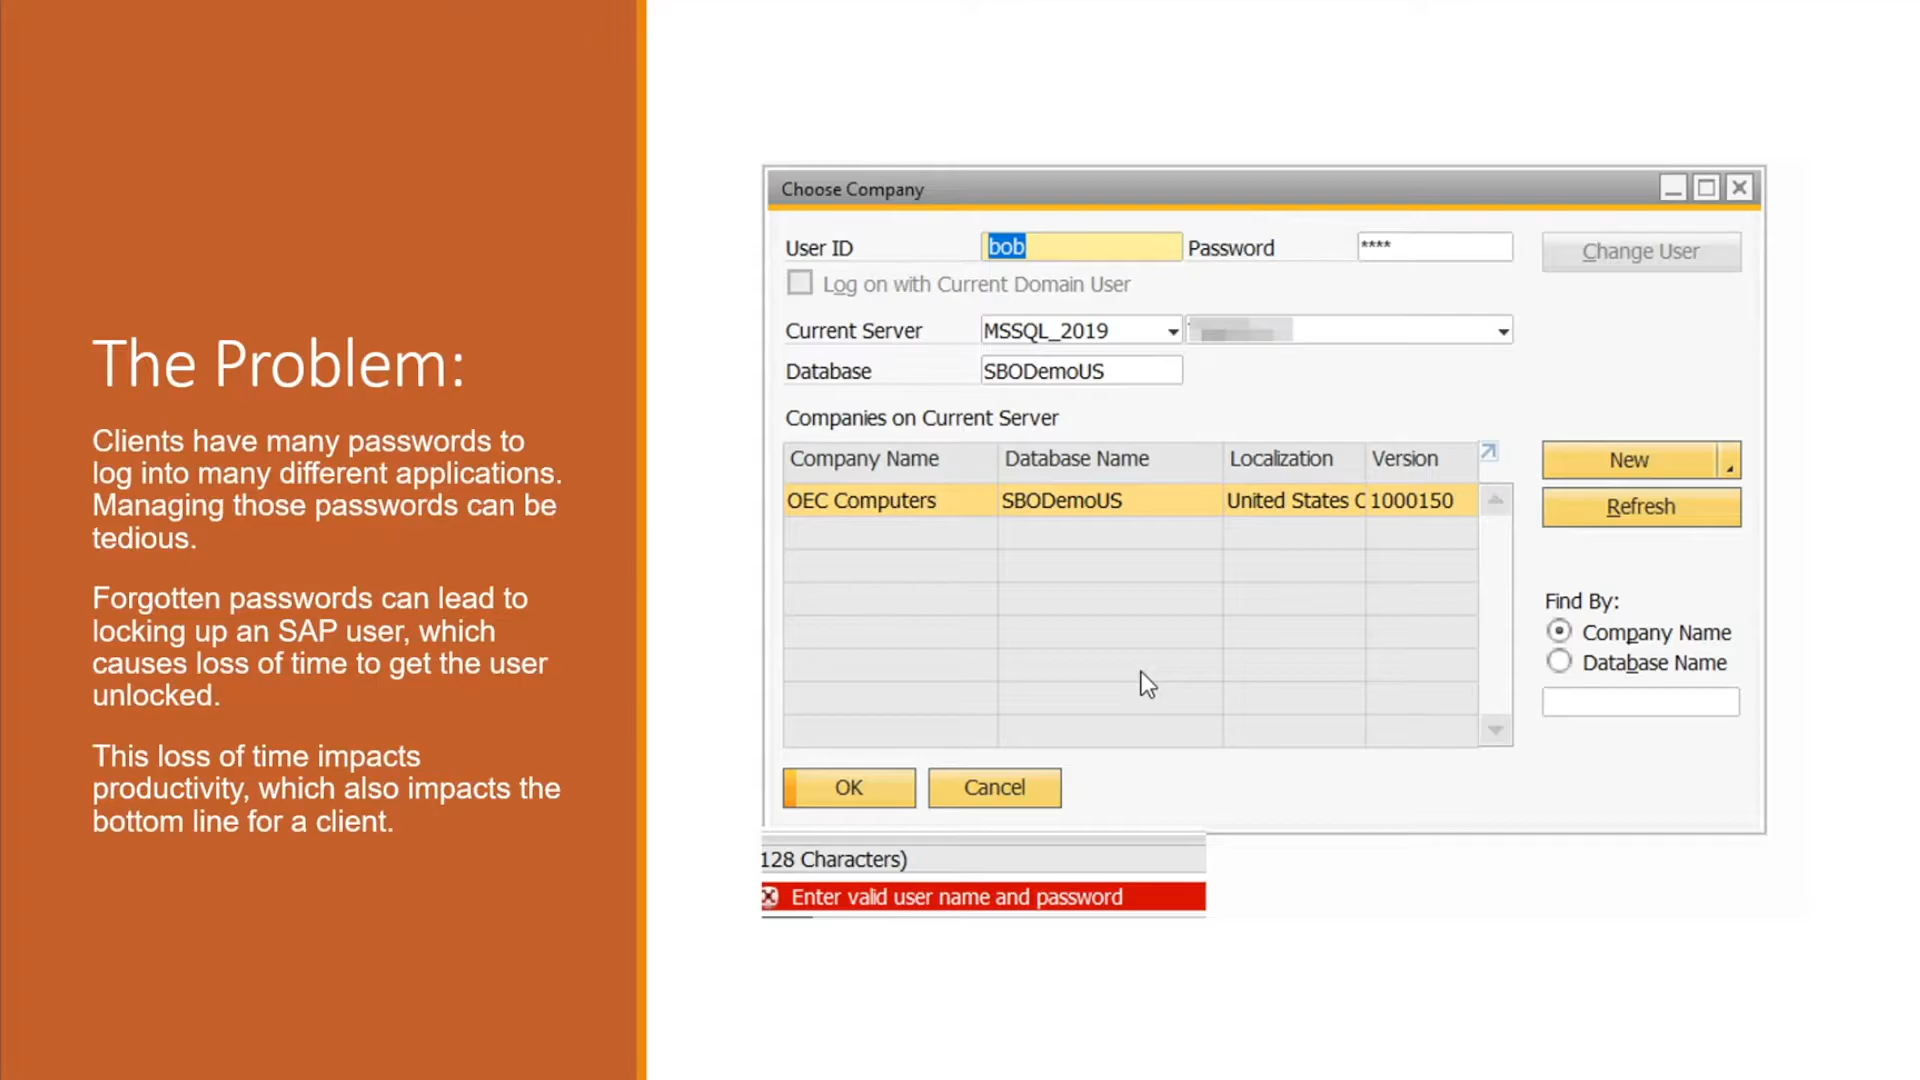 The Problem:
Clients have many passwords to
log into many different applications.
Managing those passwords can be
tedious.
Forgotten passwords can lead to
locking up an SAP user, which
causes loss of time to get the user
unlocked.
This loss of time impacts
productivity, which also impacts the
bottom line for a client.
Choose Company
User ID bob Password **** Change User
Log on with Current Domain User
Current Server MSSQL_2019
Database SBODemoUS
Companies on Current Server
Company Name Database Name Localization Version
OEC Computers SBODemoUS United States C 1000150
New
Refresh
Find By:
Company Name
Database Name
OK Cancel
128 Characters)
Enter valid user name and password